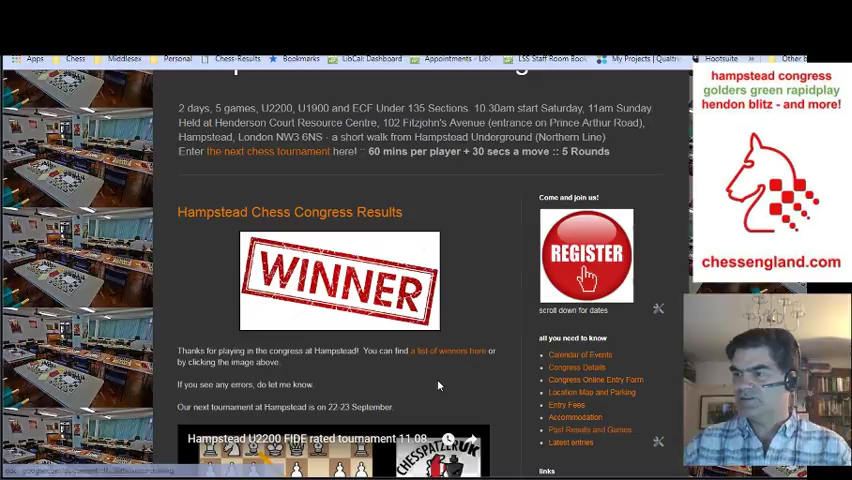 Apps Chess Middlesex Personal Chess-Results Bookmarks LibCal: Dashboard Appointments - LibC LSS Staff Room Book My Projects | Qualtri Hootsuite » Other b
2 days, 5 games, U2200, U1900 and ECF Under 135 Sections. 10.30am start Saturday, 11am Sunday.
Held at Henderson Court Resource Centre, 102 Fitzjohn's Avenue (entrance on Prince Arthur Road),
Hampstead, London NW3 6NS - a short walk from Hampstead Underground (Northern Line)
Enter the next chess tournament here! :: 60 mins per player + 30 secs a move :: 5 Rounds
Hampstead Chess Congress Results
WINNER
Thanks for playing in the congress at Hampstead! You can find a list of winners here or
by clicking the image above.
If you see any errors, do let me know.
Our next tournament at Hampstead is on 22-23 September.
Hampstead U2200 FIDE rated tournament 11.08...
CHESSPATZERUK
Come and join us!
REGISTER
scroll down for dates
all you need to know
Calendar of Events
Congress Details
Congress Online Entry Form
Location Map and Parking
Entry Fees
Accommodation
Past Results and Games
Latest entries
links
hampstead congress
golders green rapidplay
hendon blitz - and more!
chessengland.com